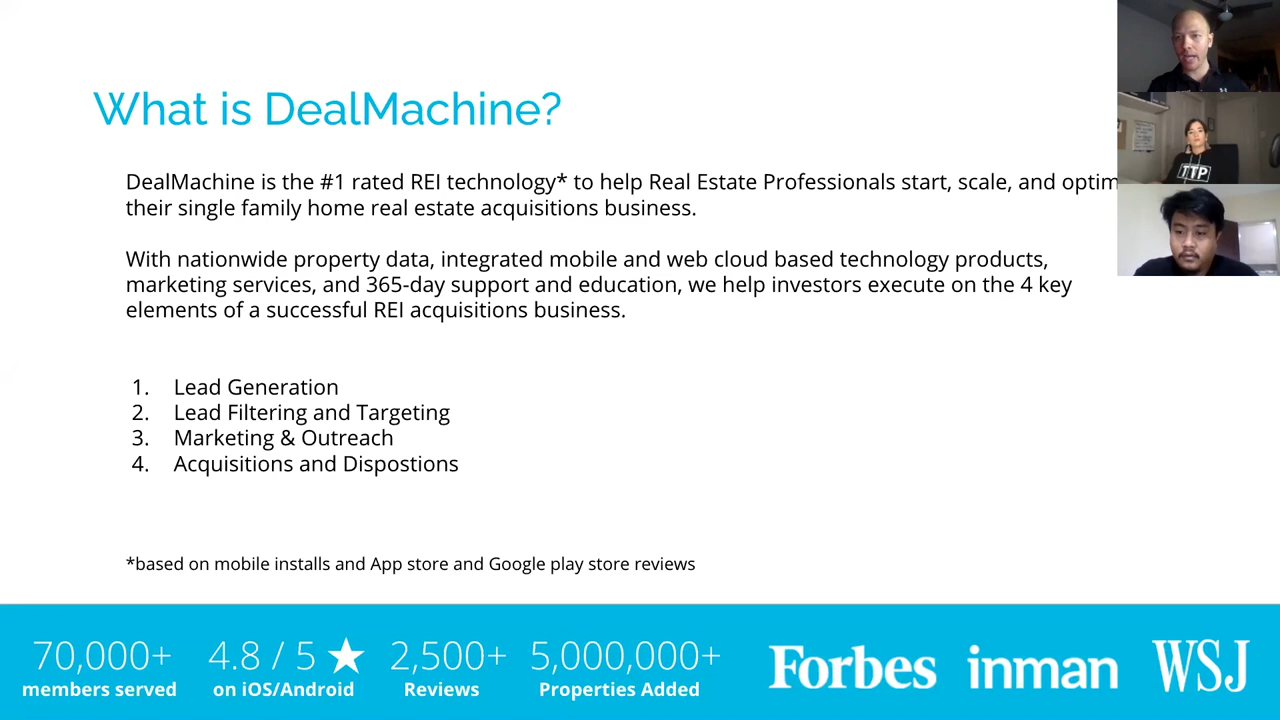 What is DealMachine?
DealMachine is the #1 rated REI technology* to help Real Estate Professionals start, scale, and optim
their single family home real estate acquisitions business.
With nationwide property data, integrated mobile and web cloud based technology products,
marketing services, and 365-day support and education, we help investors execute on the 4 key
elements of a successful REI acquisitions business.
1. Lead Generation
2. Lead Filtering and Targeting
3. Marketing & Outreach
4. Acquisitions and Dispostions
*based on mobile installs and App store and Google play store reviews
70,000+
members served
4.8 / 5 ★
on iOS/Android
2,500+
Reviews
5,000,000+
Properties Added
Forbes
inman
WSJ
TTP